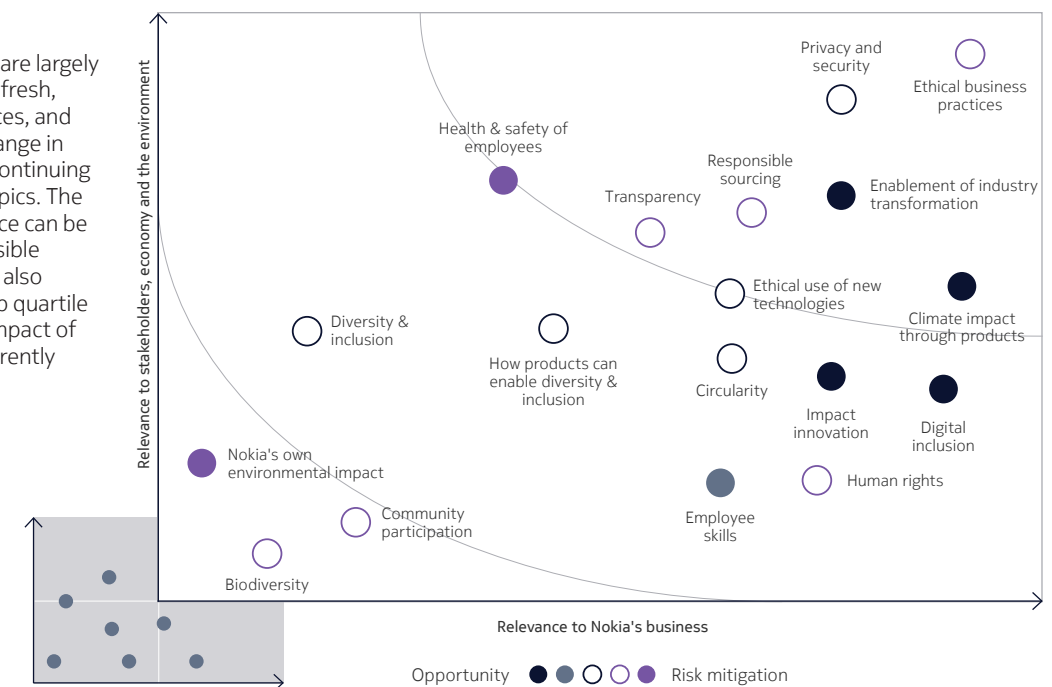 are largely
fresh,
ces, and
ange in
ontinuing
pics. The
ce can be
sible
also
quartile
mpact of
rently
Relevance to stakeholders, economy and the environment
Privacy and
security
Ethical business
practices
Health & safety of
employees
Responsible
sourcing
Transparency
Enablement of industry
transformation
Ethical use of new
technologies
Climate impact
through products
Diversity &
inclusion
How products can
enable diversity &
inclusion
Circularity
Impact
innovation
Digital
inclusion
Nokia's own
environmental impact
Human rights
Community
participation
Employee
skills
Biodiversity
Relevance to Nokia's business
Opportunity
Risk mitigation